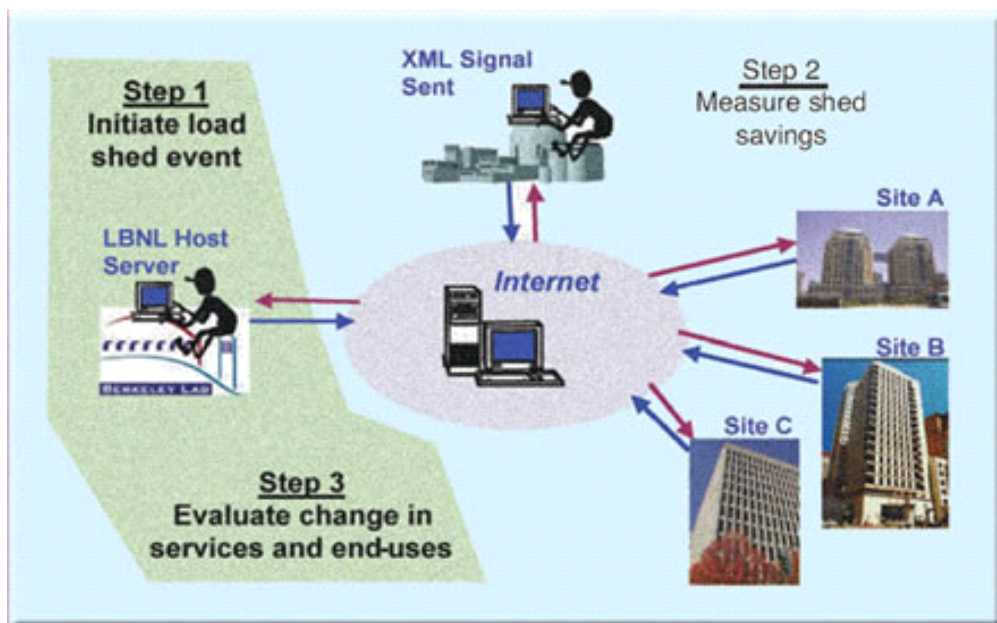 Step 1
Initiate load
shed event
XML Signal
Sent
Step 2
Measure shed
savings
LBNL Host
Server
BERKELEY LAB
Internet
Site A
Site B
Site C
Step 3
Evaluate change in
services and end-uses